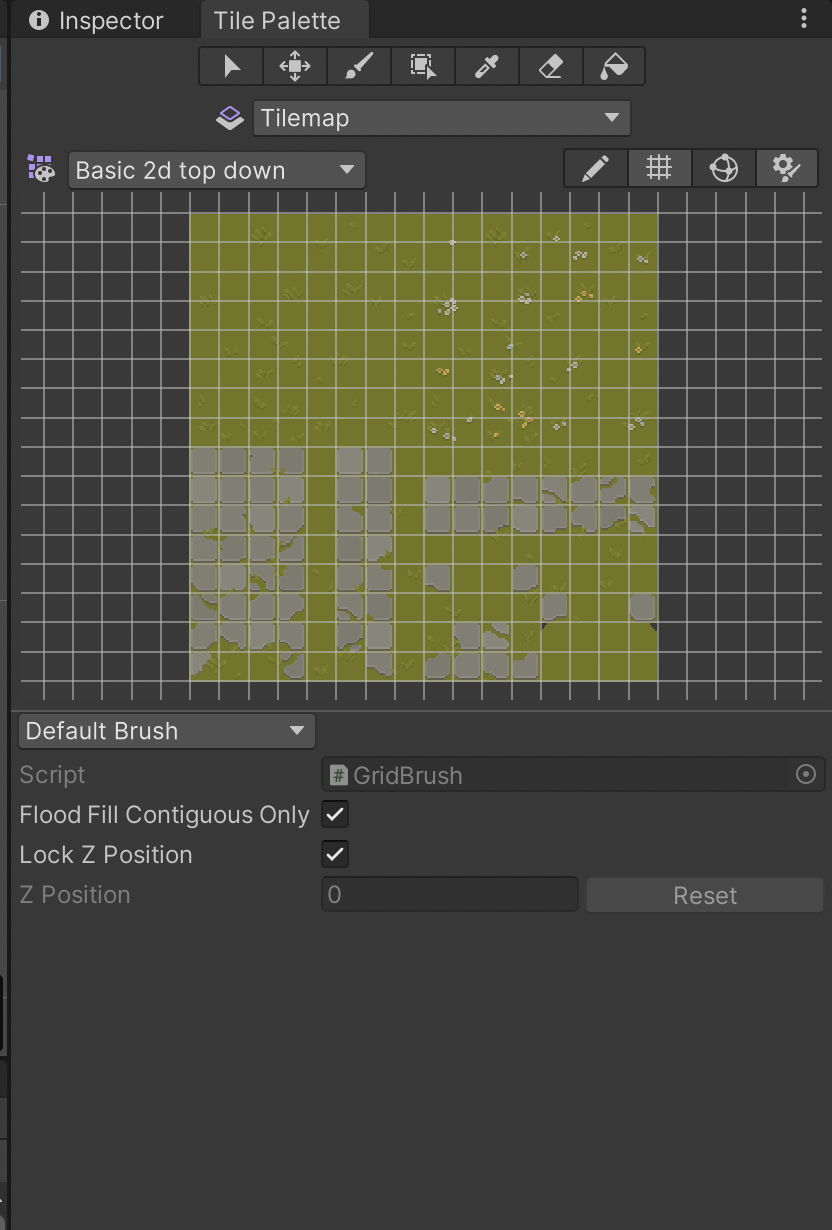 Inspector
Tile Palette
Tilemap
Basic 2d top down
Default Brush
Script
GridBrush
Flood Fill Contiguous Only
Lock Z Position
Z Position
0
Reset